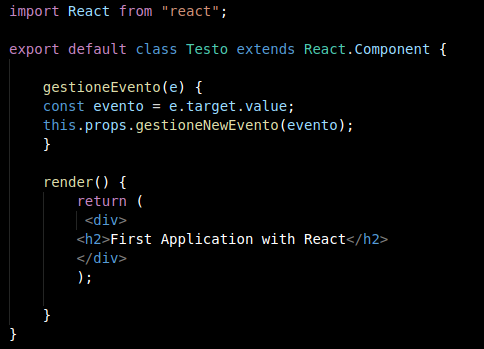 import React from "react";
export default class Testo extends React.Component {
gestioneEvento(e) {
const evento = e.target.value;
this.props.gestioneNewEvento(evento);
}
render() {
return (
<div>
<h2>First Application with React</h2>
</div>
);
}
}